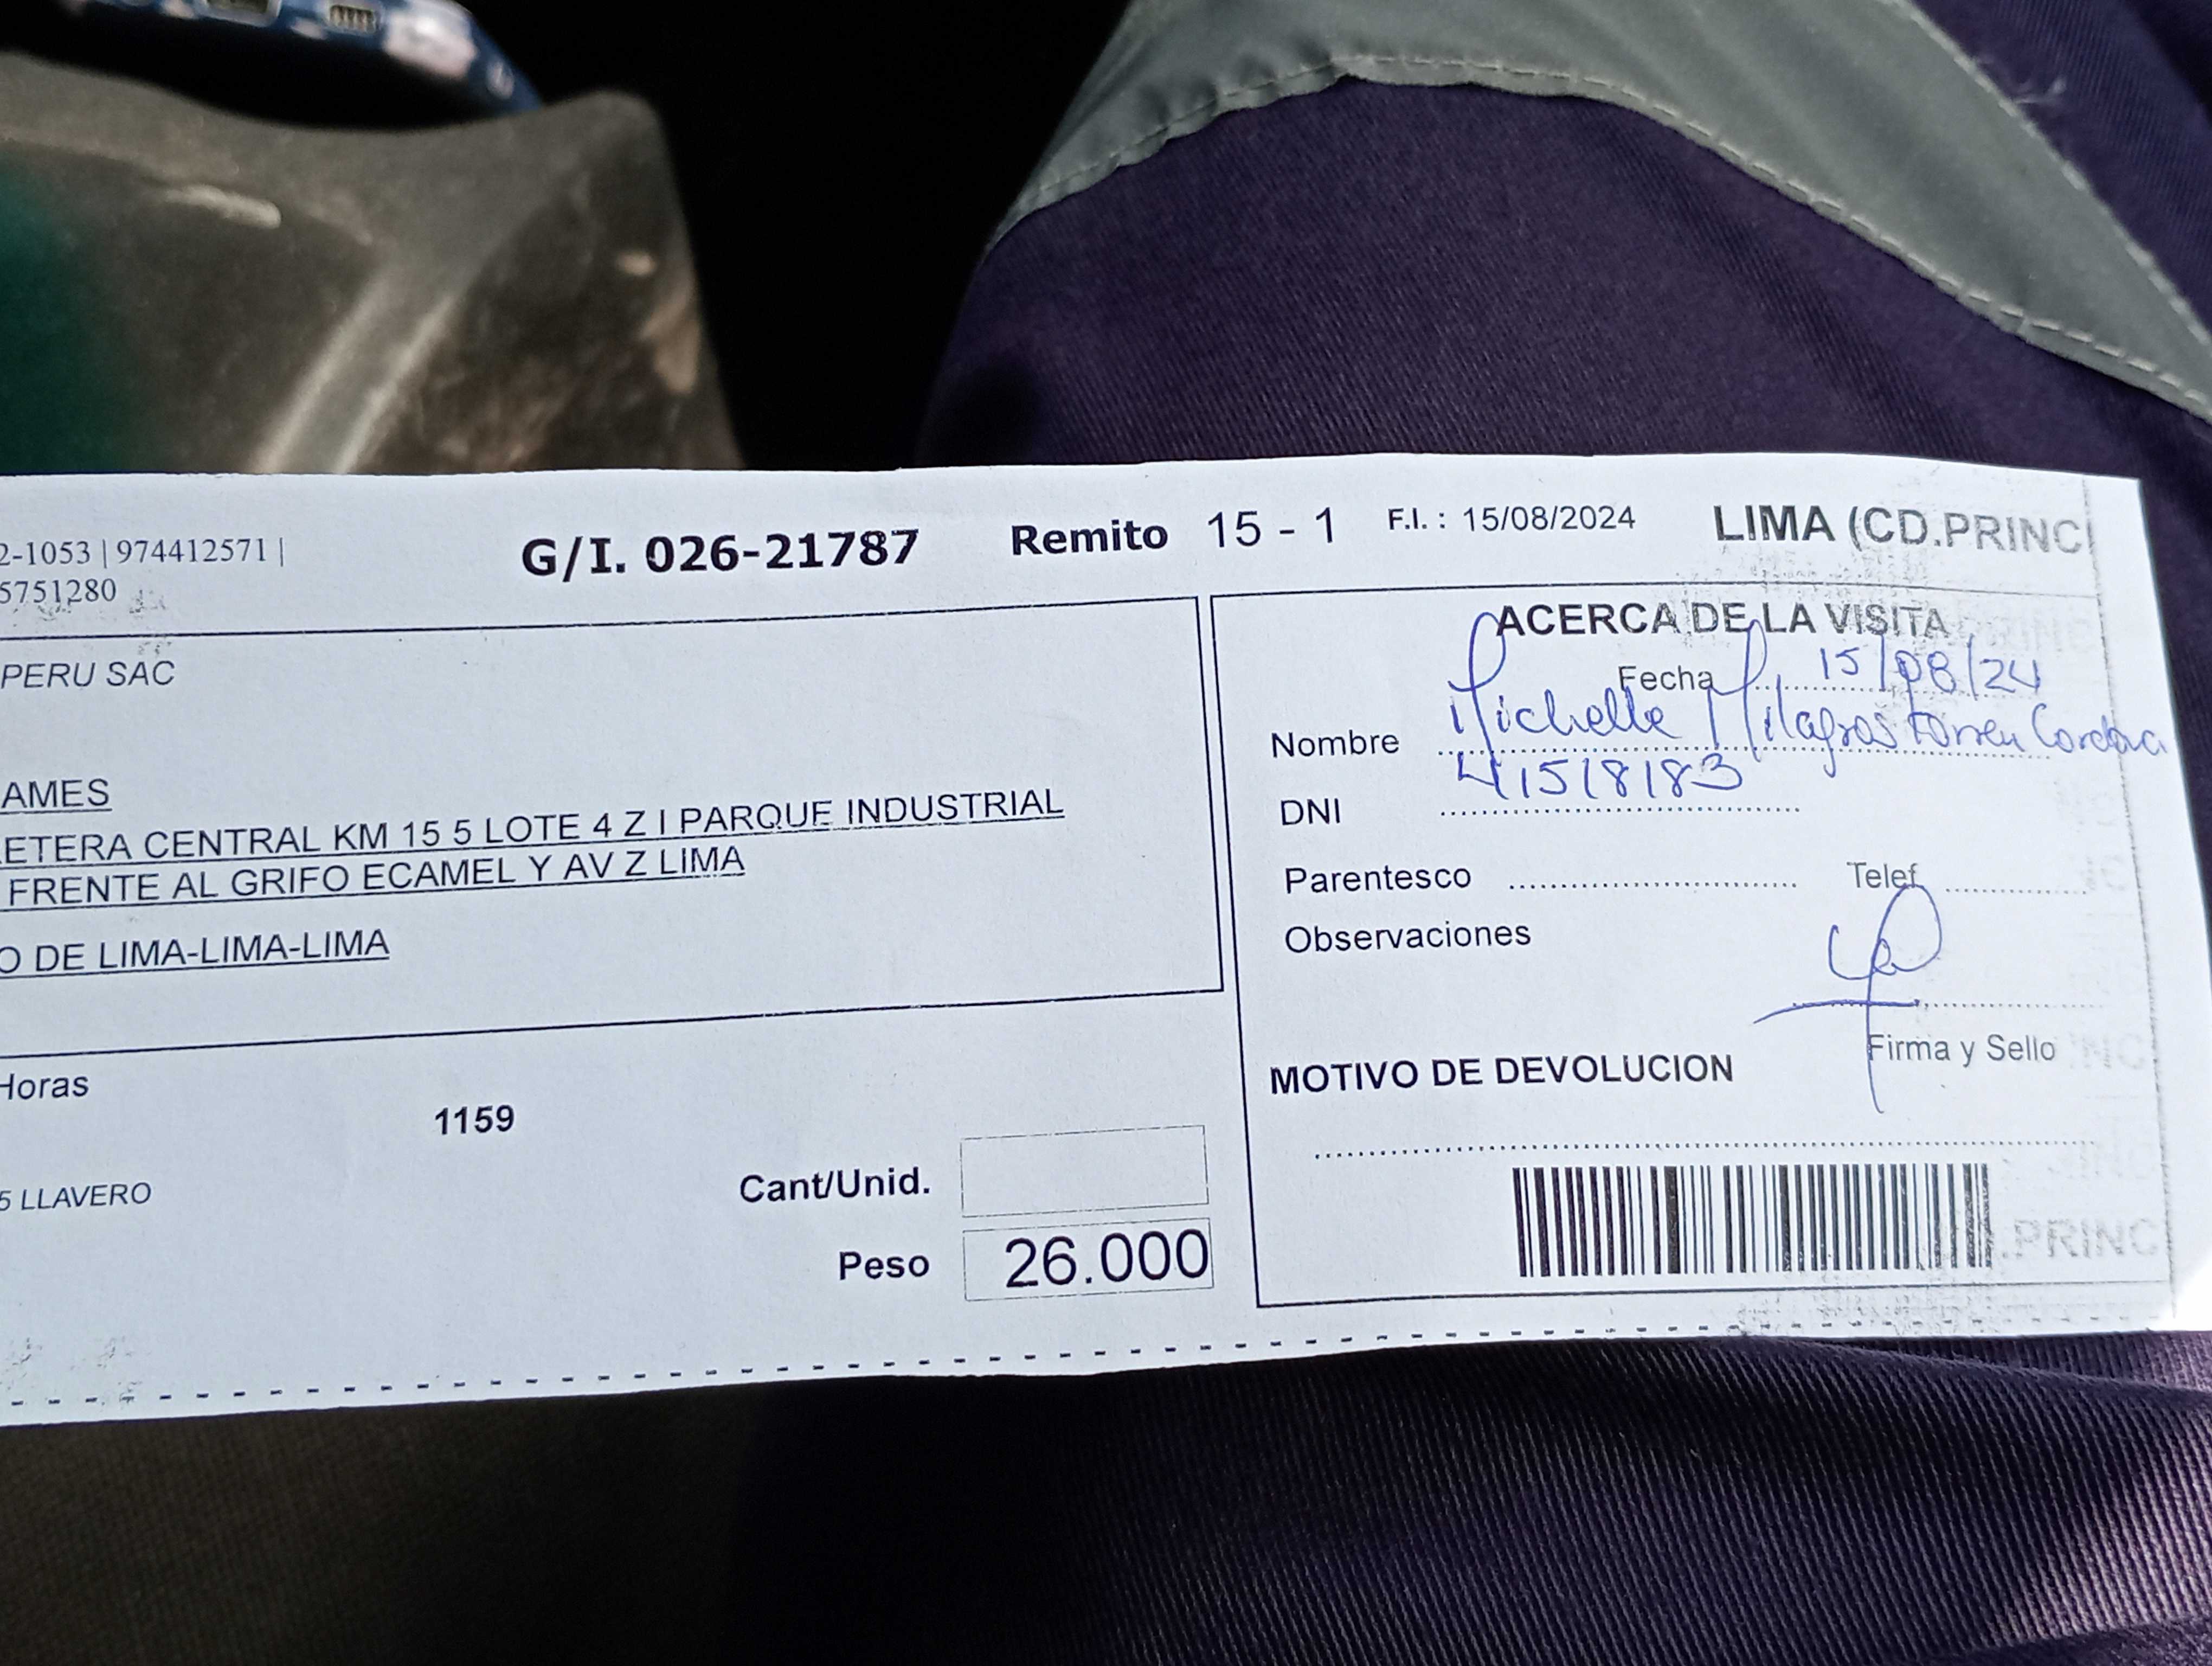 2-1053 | 974412571 |
5751280
G/I. 026-21787
Remito 15 - 1
F.I. : 15/08/2024
LIMA (CD.PRINCI
PERU SAC
AMES
ETERA CENTRAL KM 15 5 LOTE 4 Z I PARQUE INDUSTRIAL
FRENTE AL GRIFO ECAMEL Y AV Z LIMA
O DE LIMA-LIMA-LIMA
Horas
1159
5 LLAVERO
Cant/Unid.
Peso 26.000
ACERCA DE LA VISITA
Fecha 15/08/24
Nombre Michelle Milagros Torres Cordova
DNI 41518183
Parentesco Telef
Observaciones
Firma y Sello
MOTIVO DE DEVOLUCION
.PRINC